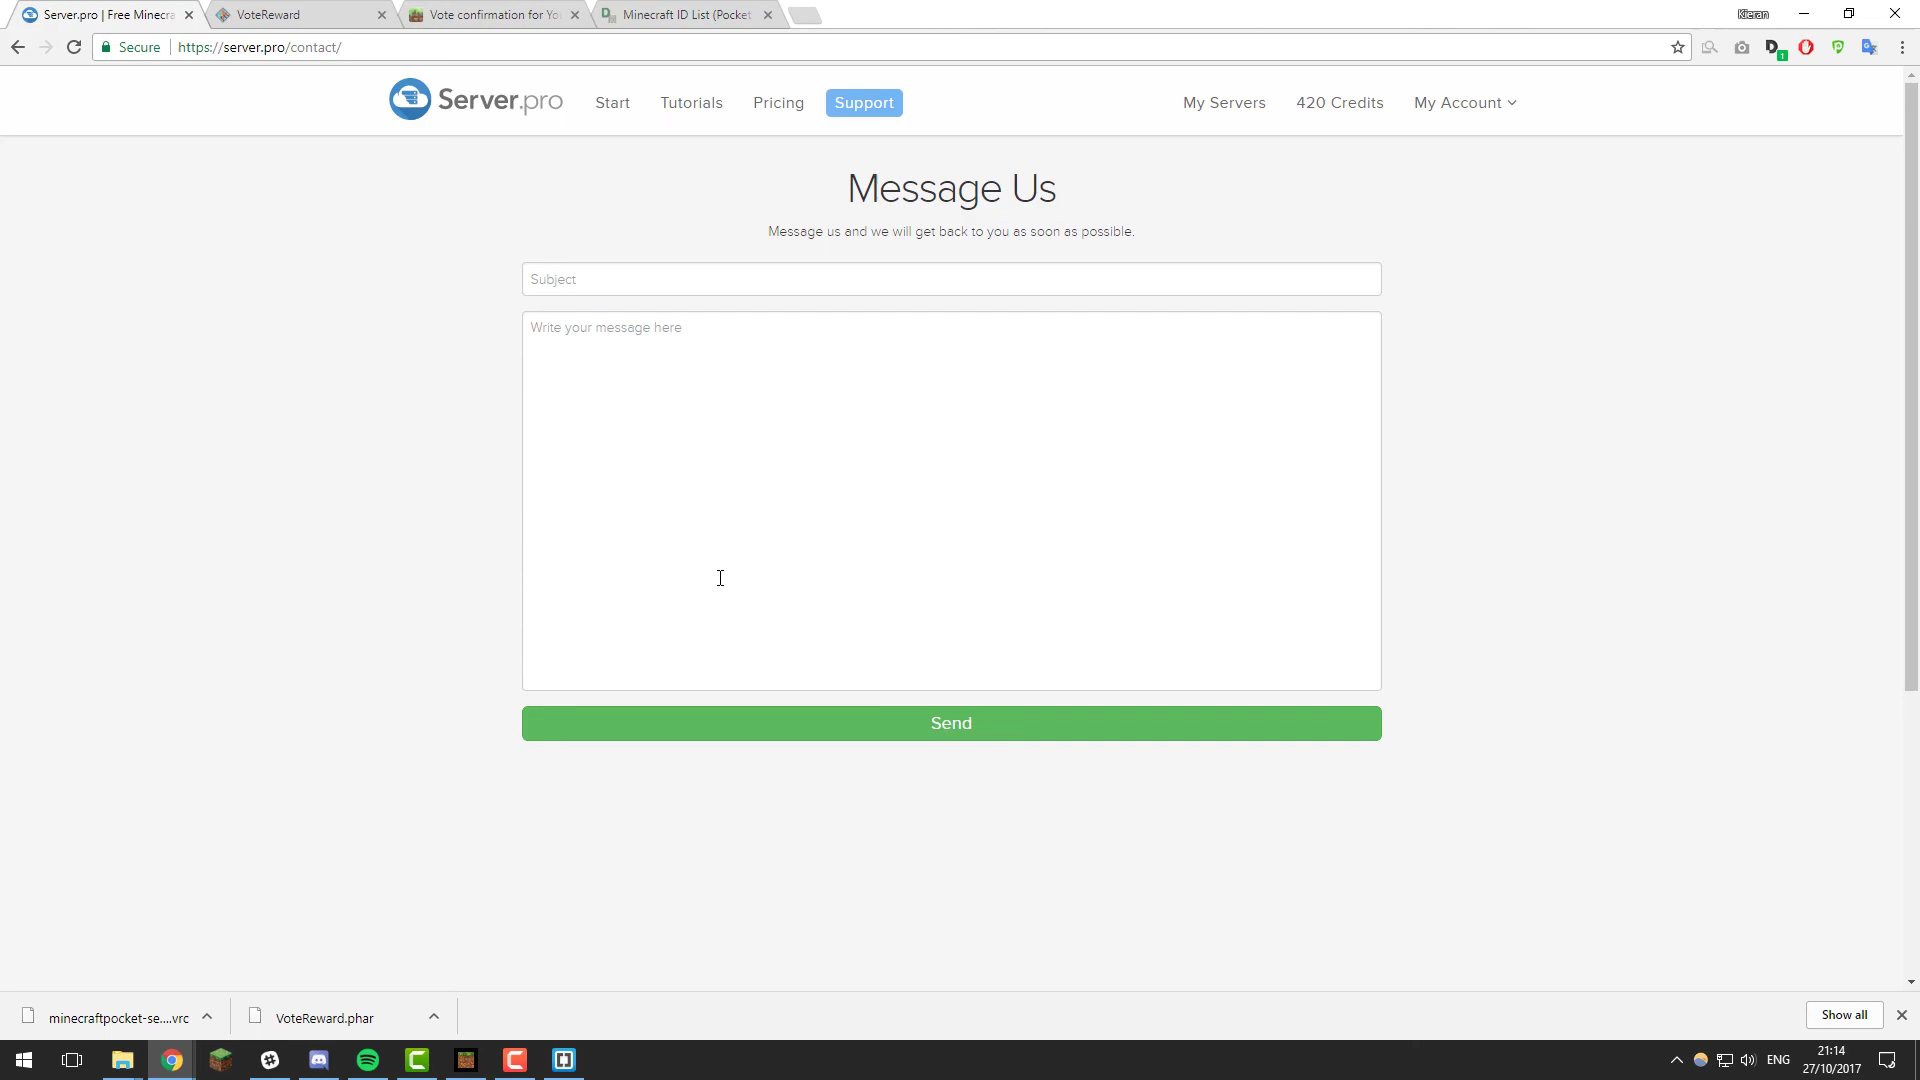 Server.pro | Free Minecra
VoteReward
Vote confirmation for Yo
Minecraft ID List (Pocket
Kieran
Secure
https://server.pro/contact/
1
Server.pro
Start
Tutorials
Pricing
Support
My Servers
420 Credits
My Account
Message Us
Message us and we will get back to you as soon as possible.
Subject
Write your message here
Send
minecraftpocket-se....vrc
VoteReward.phar
Show all
ENG
21:14
27/10/2017